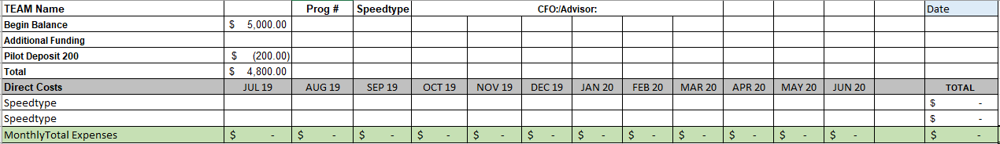 TEAM Name Prog # Speedtype CFO:/Advisor: Date
Begin Balance $ 5,000.00
Additional Funding
Pilot Deposit 200 $ (200.00)
Total $ 4,800.00
Direct Costs JUL 19 AUG 19 SEP 19 OCT 19 NOV 19 DEC 19 JAN 20 FEB 20 MAR 20 APR 20 MAY 20 JUN 20 TOTAL
Speedtype $ -
Speedtype $ -
MonthlyTotal Expenses $ - $ - $ - $ - $ - $ - $ - $ - $ - $ - $ - $ - $ -